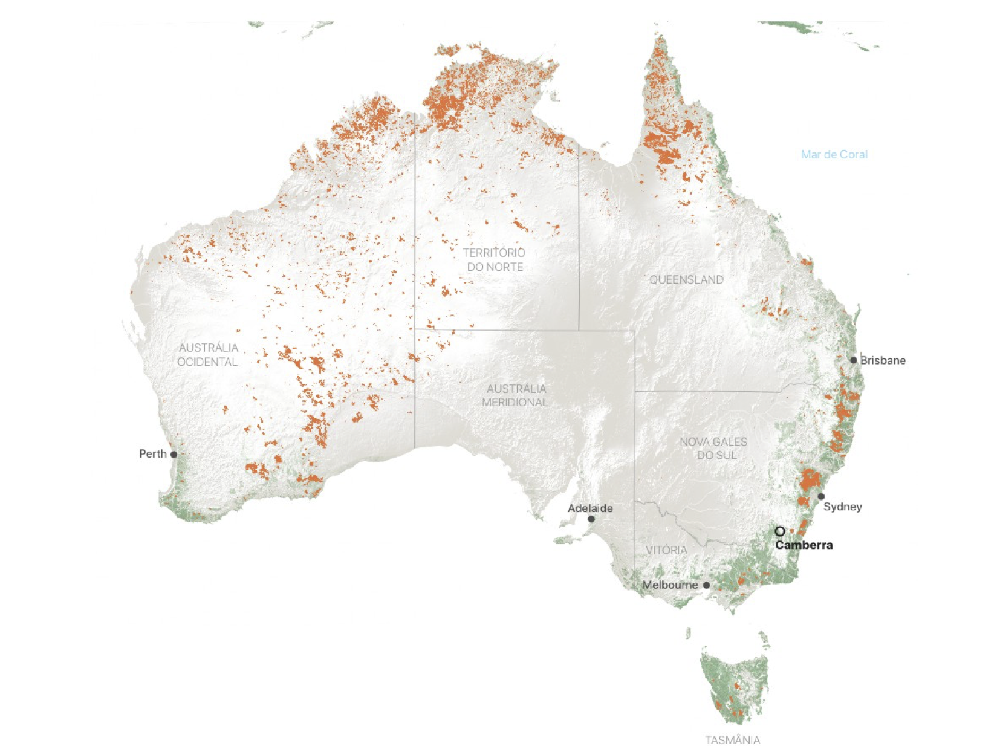 Mar de Coral
TERRITÓRIO
DO NORTE
QUEENSLAND
AUSTRÁLIA
OCIDENTAL
Brisbane
AUSTRÁLIA
MERIDIONAL
NOVA GALES
DO SUL
Perth
Adelaide
Sydney
Camberra
VITÓRIA
Melbourne
TASMÂNIA